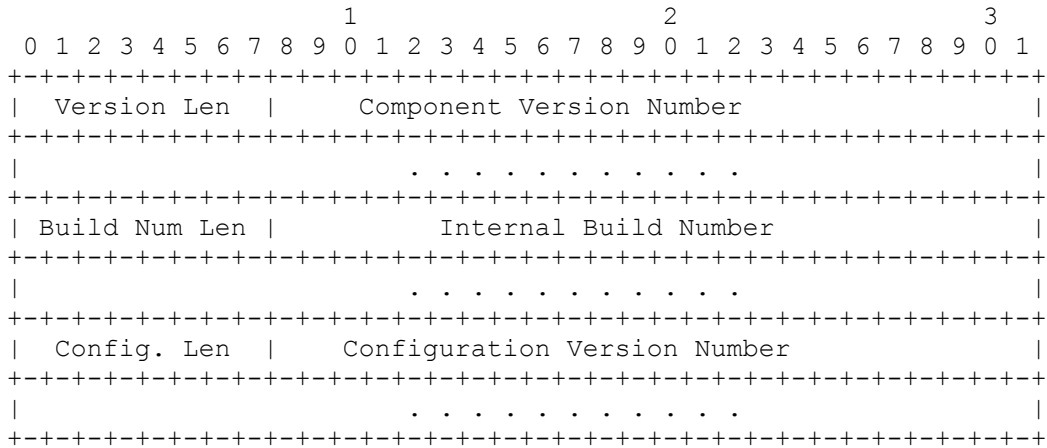 1                   2                   3
 0 1 2 3 4 5 6 7 8 9 0 1 2 3 4 5 6 7 8 9 0 1 2 3 4 5 6 7 8 9 0 1
+-+-+-+-+-+-+-+-+-+-+-+-+-+-+-+-+-+-+-+-+-+-+-+-+-+-+-+-+-+-+-+-+
|  Version Len  |     Component Version Number                  |
+-+-+-+-+-+-+-+-+-+-+-+-+-+-+-+-+-+-+-+-+-+-+-+-+-+-+-+-+-+-+-+-+
|                        . . . . . . . . . . .                  |
+-+-+-+-+-+-+-+-+-+-+-+-+-+-+-+-+-+-+-+-+-+-+-+-+-+-+-+-+-+-+-+-+
| Build Num Len |          Internal Build Number                |
+-+-+-+-+-+-+-+-+-+-+-+-+-+-+-+-+-+-+-+-+-+-+-+-+-+-+-+-+-+-+-+-+
|                        . . . . . . . . . . .                  |
+-+-+-+-+-+-+-+-+-+-+-+-+-+-+-+-+-+-+-+-+-+-+-+-+-+-+-+-+-+-+-+-+
|  Config. Len  |    Configuration Version Number               |
+-+-+-+-+-+-+-+-+-+-+-+-+-+-+-+-+-+-+-+-+-+-+-+-+-+-+-+-+-+-+-+-+
|                        . . . . . . . . . . .                  |
+-+-+-+-+-+-+-+-+-+-+-+-+-+-+-+-+-+-+-+-+-+-+-+-+-+-+-+-+-+-+-+-+